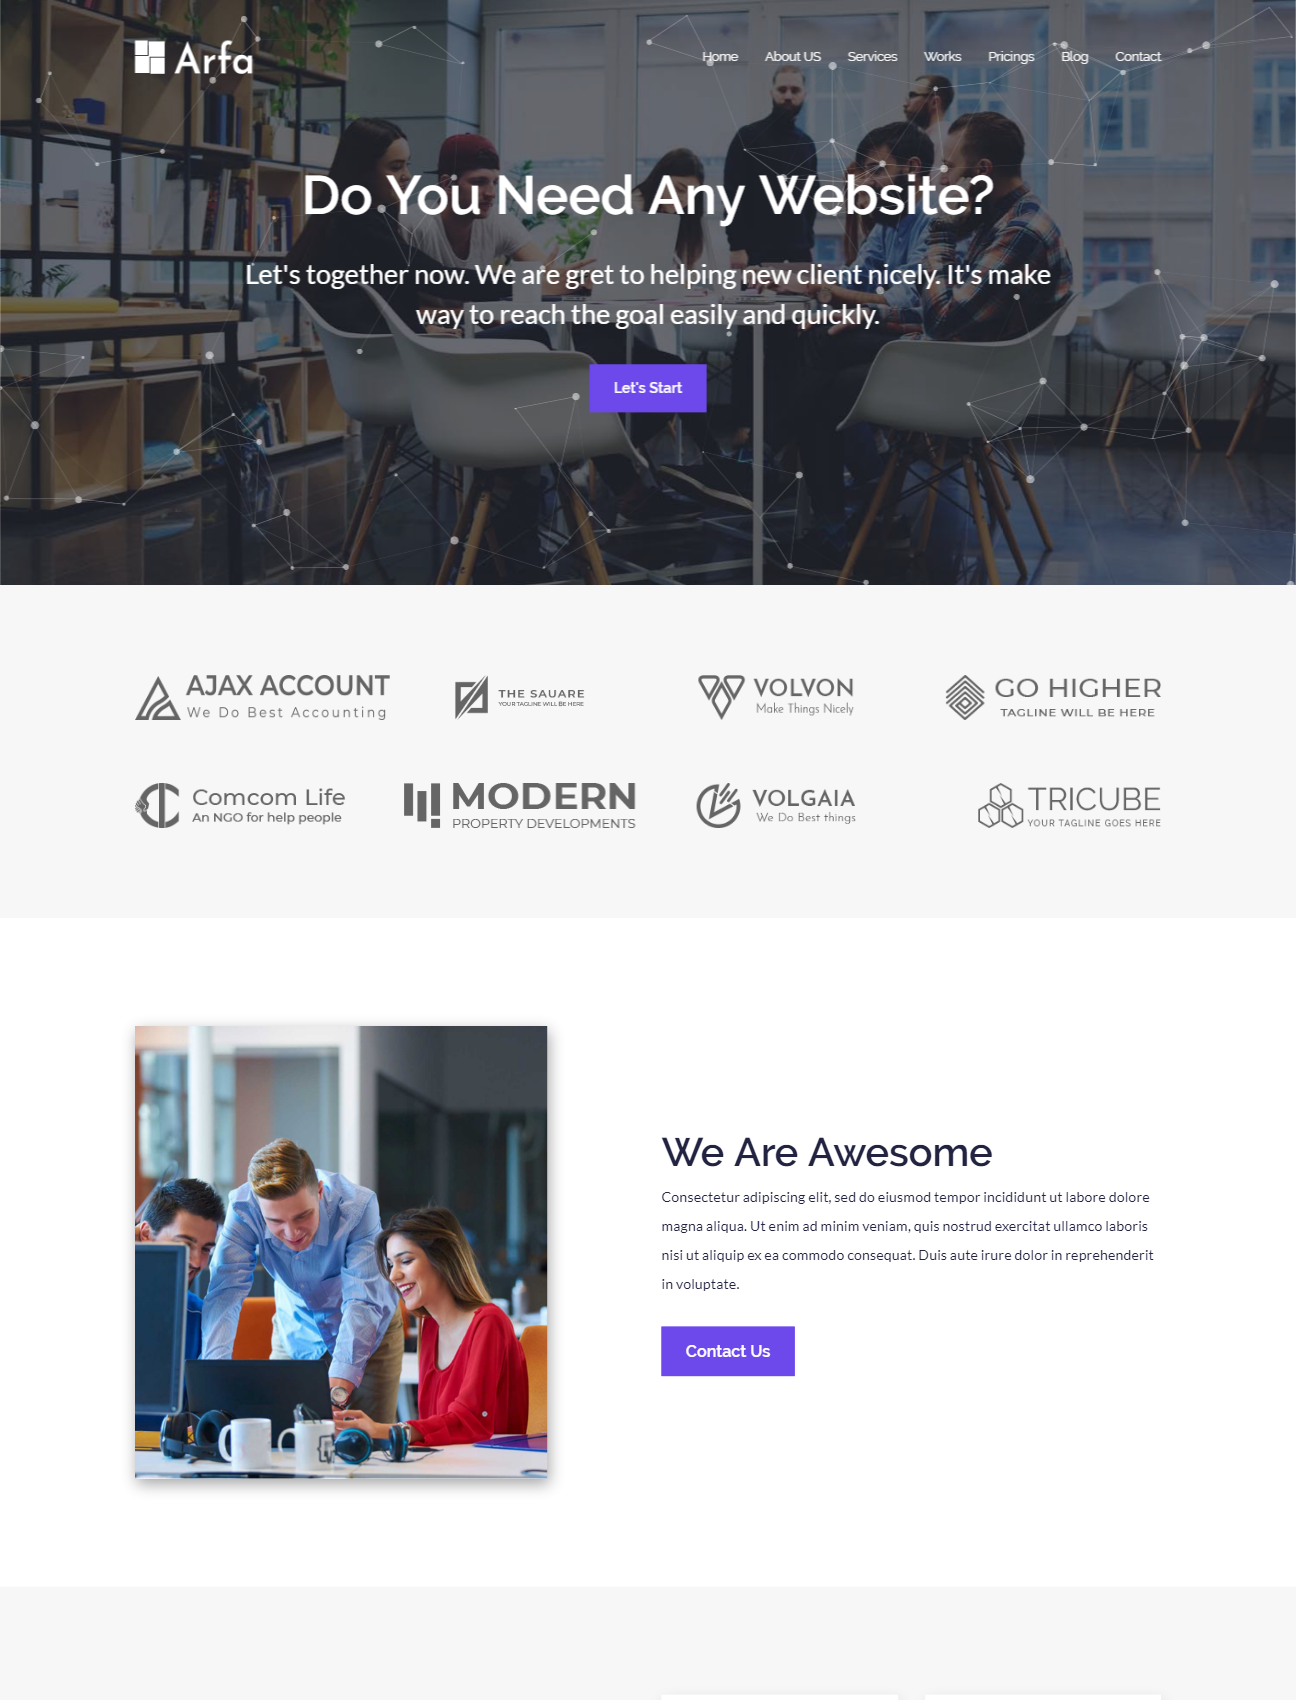 Arfa
Home About US Services Works Pricings Blog Contact
Do You Need Any Website?
Let's together now. We are gret to helping new client nicely. It's make
way to reach the goal easily and quickly.
Let's Start
AJAX ACCOUNT
We Do Best Accounting
THE SAUARE
YOUR TAGLINE WILL BE HERE
VOLVON
Make Things Nicely
GO HIGHER
TAGLINE WILL BE HERE
Comcom Life
An NGO for help people
MODERN
PROPERTY DEVELOPMENTS
VOLGAIA
We Do Best things
TRICUBE
YOUR TAGLINE GOES HERE
We Are Awesome
Consectetur adipiscing elit, sed do eiusmod tempor incididunt ut labore dolore
magna aliqua. Ut enim ad minim veniam, quis nostrud exercitat ullamco laboris
nisi ut aliquip ex ea commodo consequat. Duis aute irure dolor in reprehenderit
in voluptate.
Contact Us